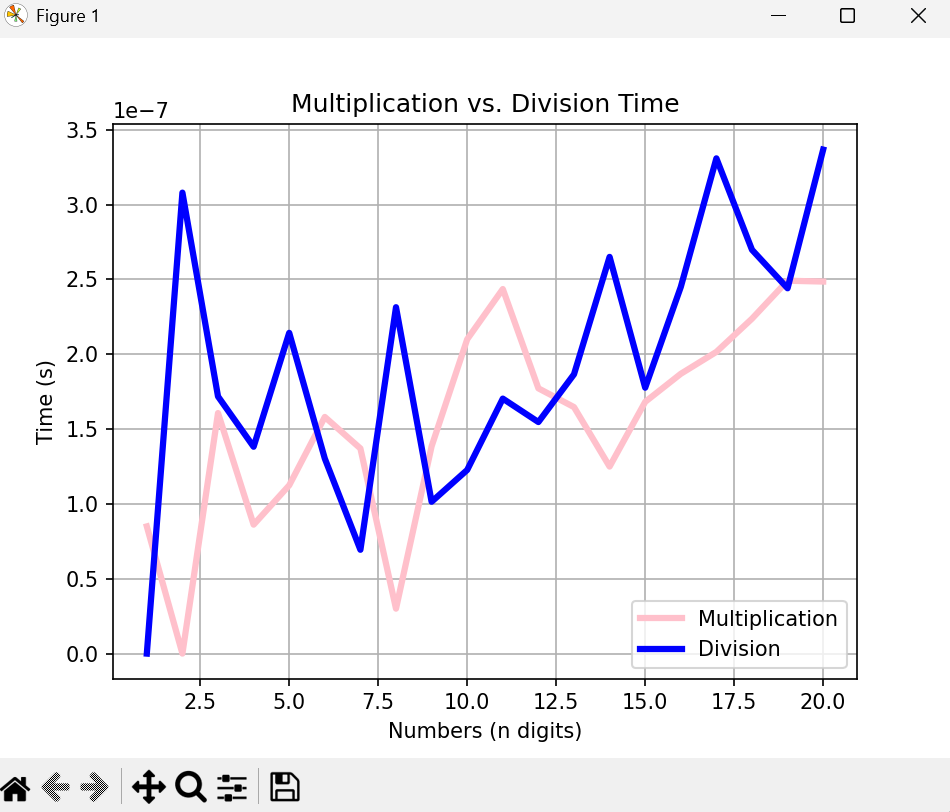 Figure 1
Multiplication vs. Division Time
1e−7
3.5
3.0
2.5
2.0
1.5
1.0
0.5
0.0
Time (s)
Multiplication
Division
2.5 5.0 7.5 10.0 12.5 15.0 17.5 20.0
Numbers (n digits)